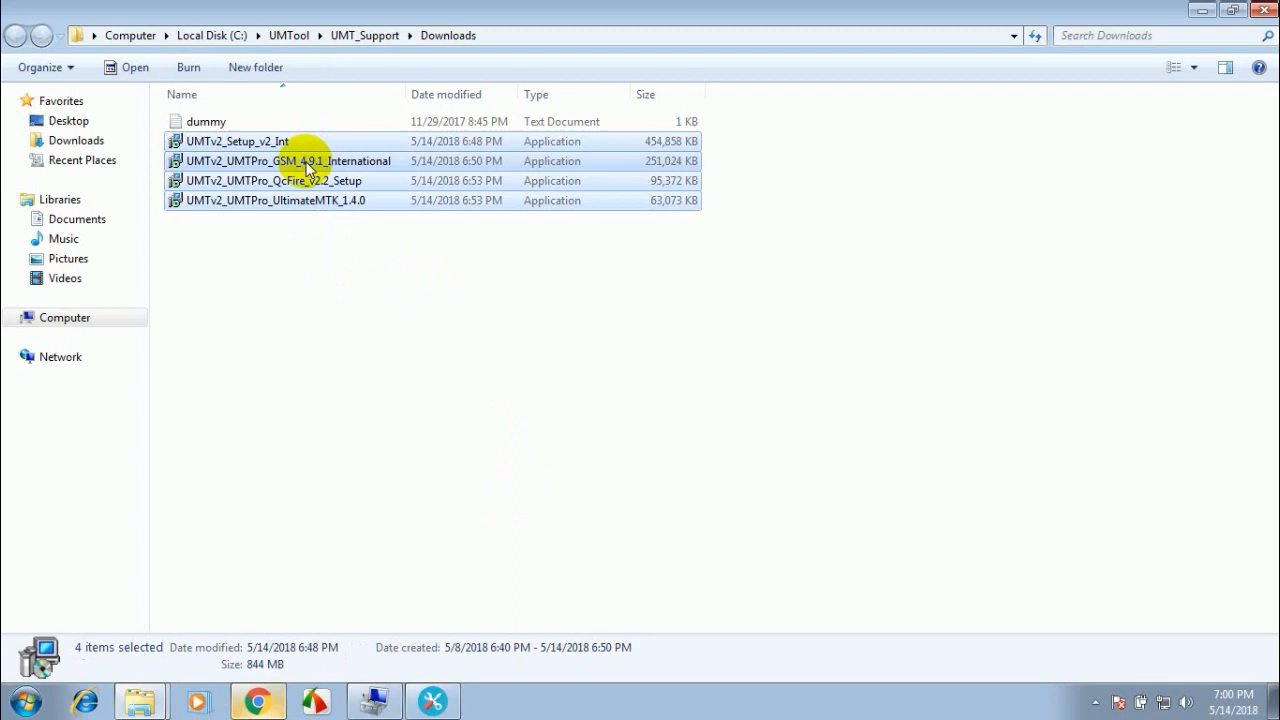 Computer Local Disk (C:) UMTool UMT_Support Downloads Search Downloads
Organize Open Burn New folder
Name Date modified Type Size
Favorites
Desktop
Downloads
Recent Places
Libraries
Documents
Music
Pictures
Videos
Computer
Network
dummy 11/29/2017 8:45 PM Text Document 1 KB
UMTv2_Setup_v2_Int 5/14/2018 6:48 PM Application 454,858 KB
UMTv2_UMTPro_GSM_4.9.1_International 5/14/2018 6:50 PM Application 251,024 KB
UMTv2_UMTPro_QcFire_v2.2_Setup 5/14/2018 6:53 PM Application 95,372 KB
UMTv2_UMTPro_UltimateMTK_1.4.0 5/14/2018 6:53 PM Application 63,073 KB
4 items selected Date modified: 5/14/2018 6:48 PM Date created: 5/8/2018 6:40 PM - 5/14/2018 6:50 PM
Size: 844 MB
7:00 PM
5/14/2018